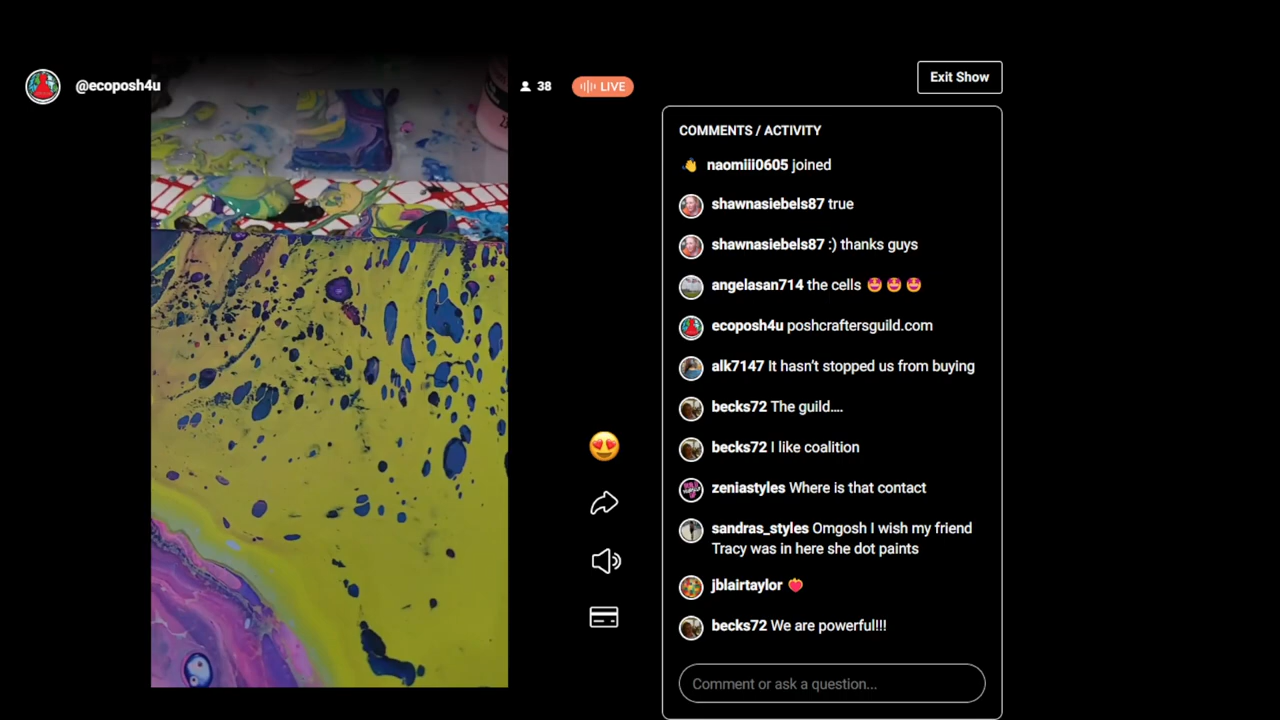 @ecoposh4u
38
LIVE
Exit Show
COMMENTS / ACTIVITY
naomiii0605 joined
shawnasiebels87 true
shawnasiebels87 :) thanks guys
angelasan714 the cells 🤩🤩🤩
ecoposh4u poshcraftersguild.com
alk7147 It hasn't stopped us from buying
becks72 The guild....
becks72 I like coalition
zeniastyles Where is that contact
sandras_styles Omgosh I wish my friend
Tracy was in here she dot paints
jblairtaylor ❤️
becks72 We are powerful!!!
Comment or ask a question...